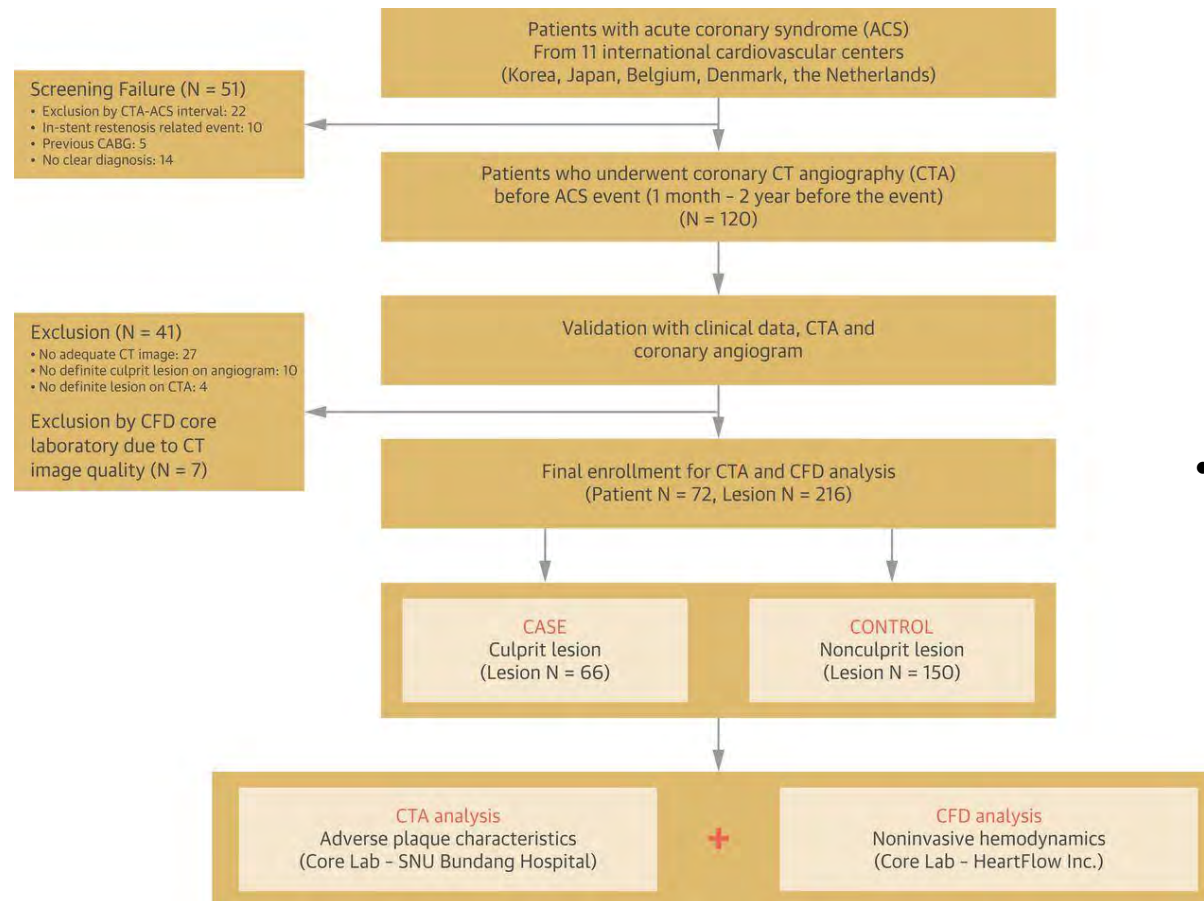 Patients with acute coronary syndrome (ACS)
From 11 international cardiovascular centers
(Korea, Japan, Belgium, Denmark, the Netherlands)
Screening Failure (N = 51)
• Exclusion by CTA-ACS interval: 22
• In-stent restenosis related event: 10
• Previous CABG: 5
• No clear diagnosis: 14
Patients who underwent coronary CT angiography (CTA)
before ACS event (1 month – 2 year before the event)
(N = 120)
Validation with clinical data, CTA and
coronary angiogram
Exclusion (N = 41)
• No adequate CT image: 27
• No definite culprit lesion on angiogram: 10
• No definite lesion on CTA: 4
Exclusion by CFD core
laboratory due to CT
image quality (N = 7)
Final enrollment for CTA and CFD analysis
(Patient N = 72, Lesion N = 216)
CASE
Culprit lesion
(Lesion N = 66)
CONTROL
Nonculprit lesion
(Lesion N = 150)
CTA analysis
Adverse plaque characteristics
(Core Lab – SNU Bundang Hospital)
+
CFD analysis
Noninvasive hemodynamics
(Core Lab – HeartFlow Inc.)
•